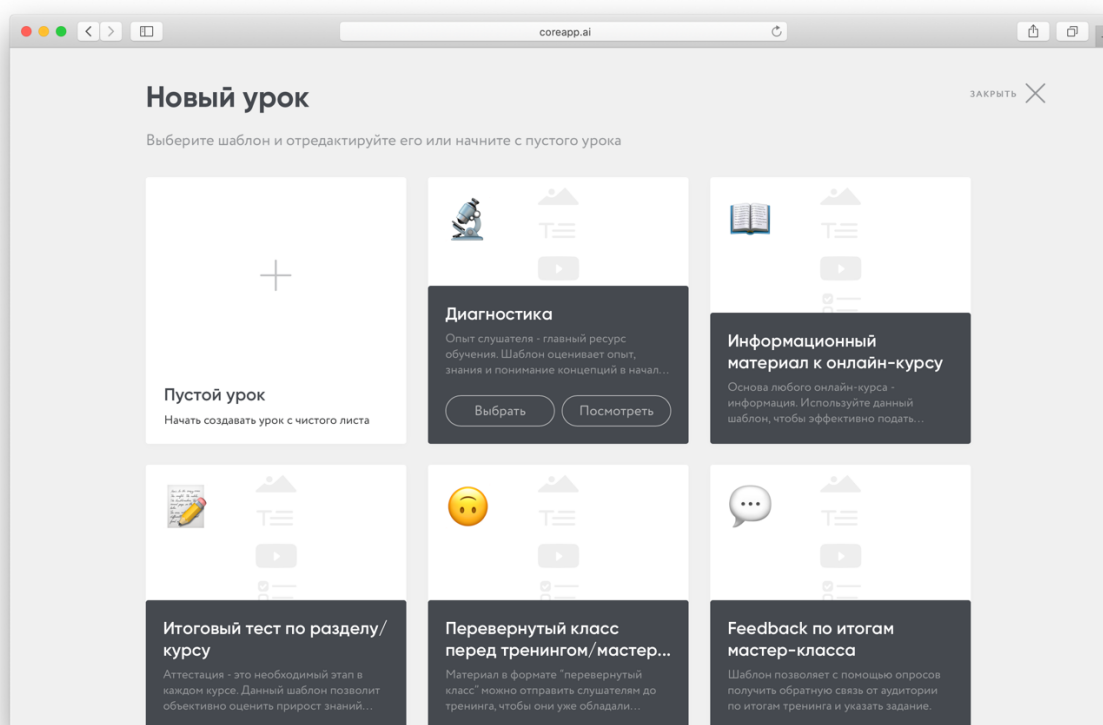 coreapp.ai
Новый урок
ЗАКРЫТЬ
Выберите шаблон и отредактируйте его или начните с пустого урока
Пустой урок
Начать создавать урок с чистого листа
Диагностика
Опыт слушателя - главный ресурс
обучения. Шаблон оценивает опыт,
знания и понимание концепций в начал...
Выбрать
Посмотреть
Информационный
материал к онлайн-курсу
Основа любого онлайн-курса -
информация. Используйте данный
шаблон, чтобы эффективно подать...
Итоговый тест по разделу/
курсу
Аттестация - это необходимый этап в
каждом курсе. Данный шаблон позволит
объективно оценить прирост знаний...
Перевернутый класс
перед тренингом/мастер...
Материал в формате "перевернутый
класс" можно отправить слушателям до
тренинга, чтобы они уже обладали...
Feedback по итогам
мастер-класса
Шаблон позволяет с помощью опросов
получить обратную связь от аудитории
по итогам тренинга и указать задание.